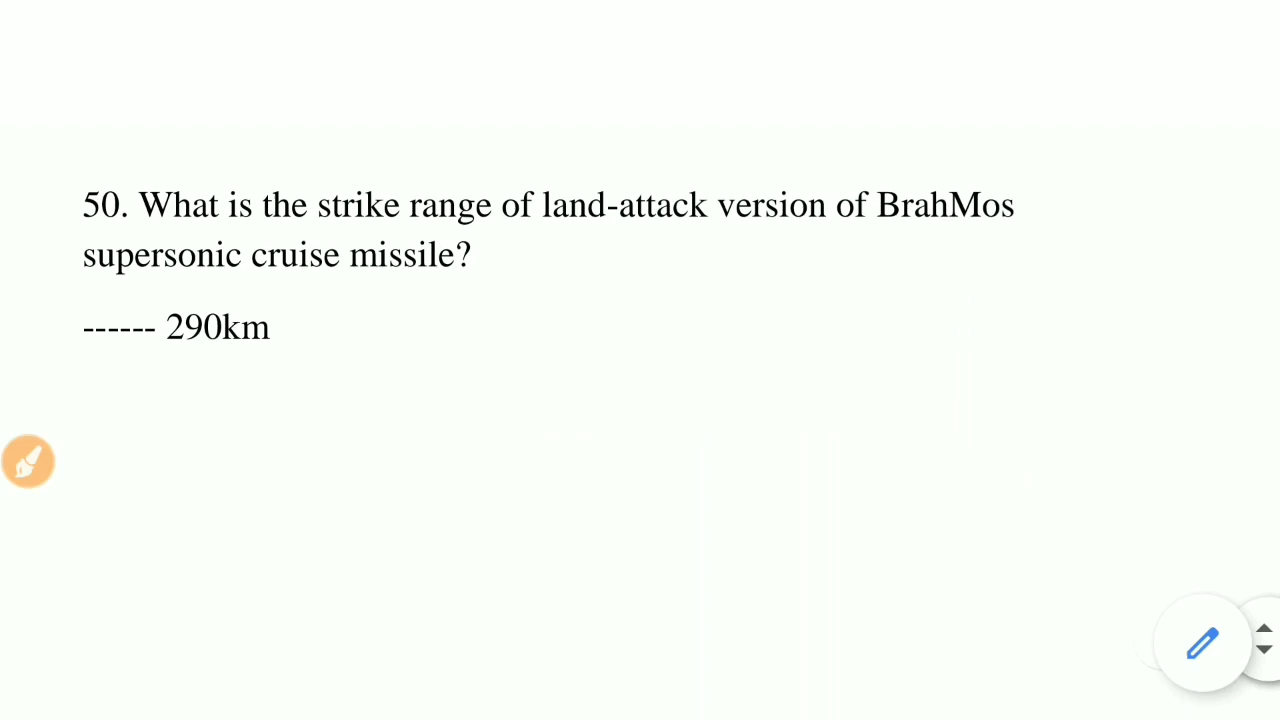 50. What is the strike range of land-attack version of BrahMos
supersonic cruise missile?
------ 290km